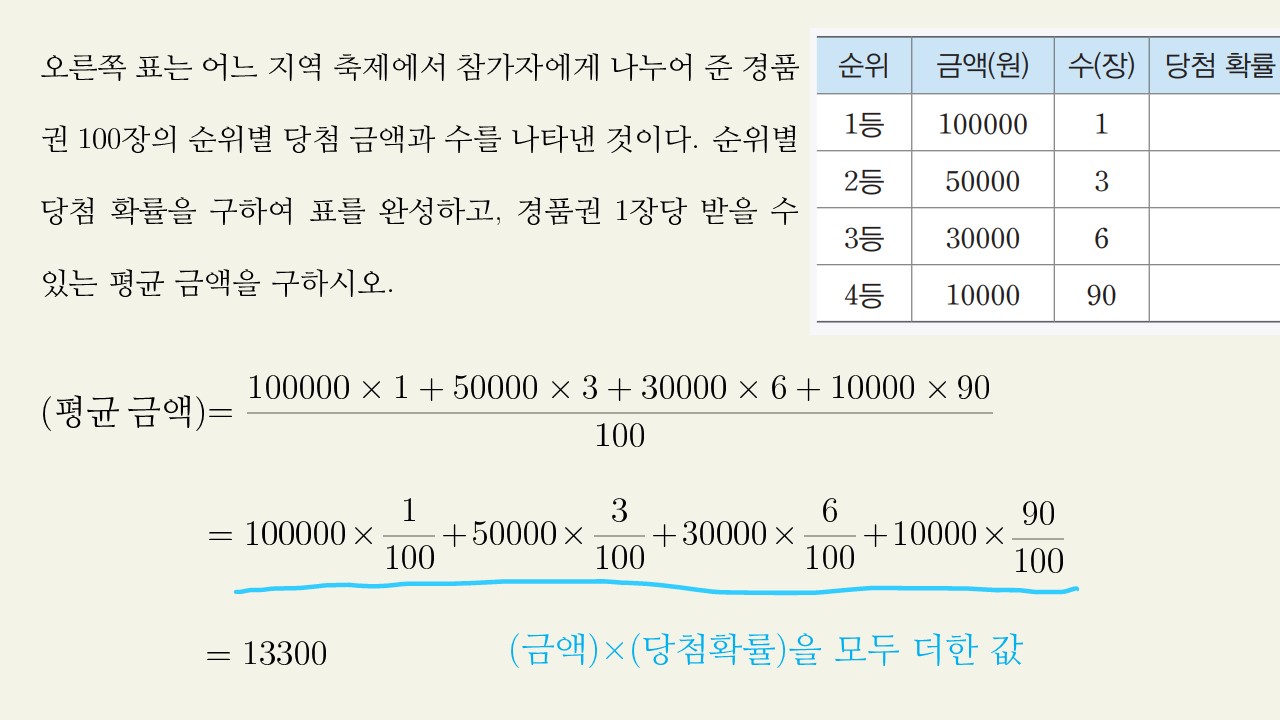 오른쪽 표는 어느 지역 축제에서 참가자에게 나누어 준 경품
권 100장의 순위별 당첨 금액과 수를 나타낸 것이다. 순위별
당첨 확률을 구하여 표를 완성하고, 경품권 1장당 받을 수
있는 평균 금액을 구하시오.
순위 금액(원) 수(장) 당첨 확률
1등 100000 1
2등 50000 3
3등 30000 6
4등 10000 90
(평균 금액)= \frac{100000 × 1 + 50000 × 3 + 30000 × 6 + 10000 × 90}{100}
= 100000 × \frac{1}{100} + 50000 × \frac{3}{100} + 30000 × \frac{6}{100} + 10000 × \frac{90}{100}
= 13300
(금액)×(당첨확률)을 모두 더한 값